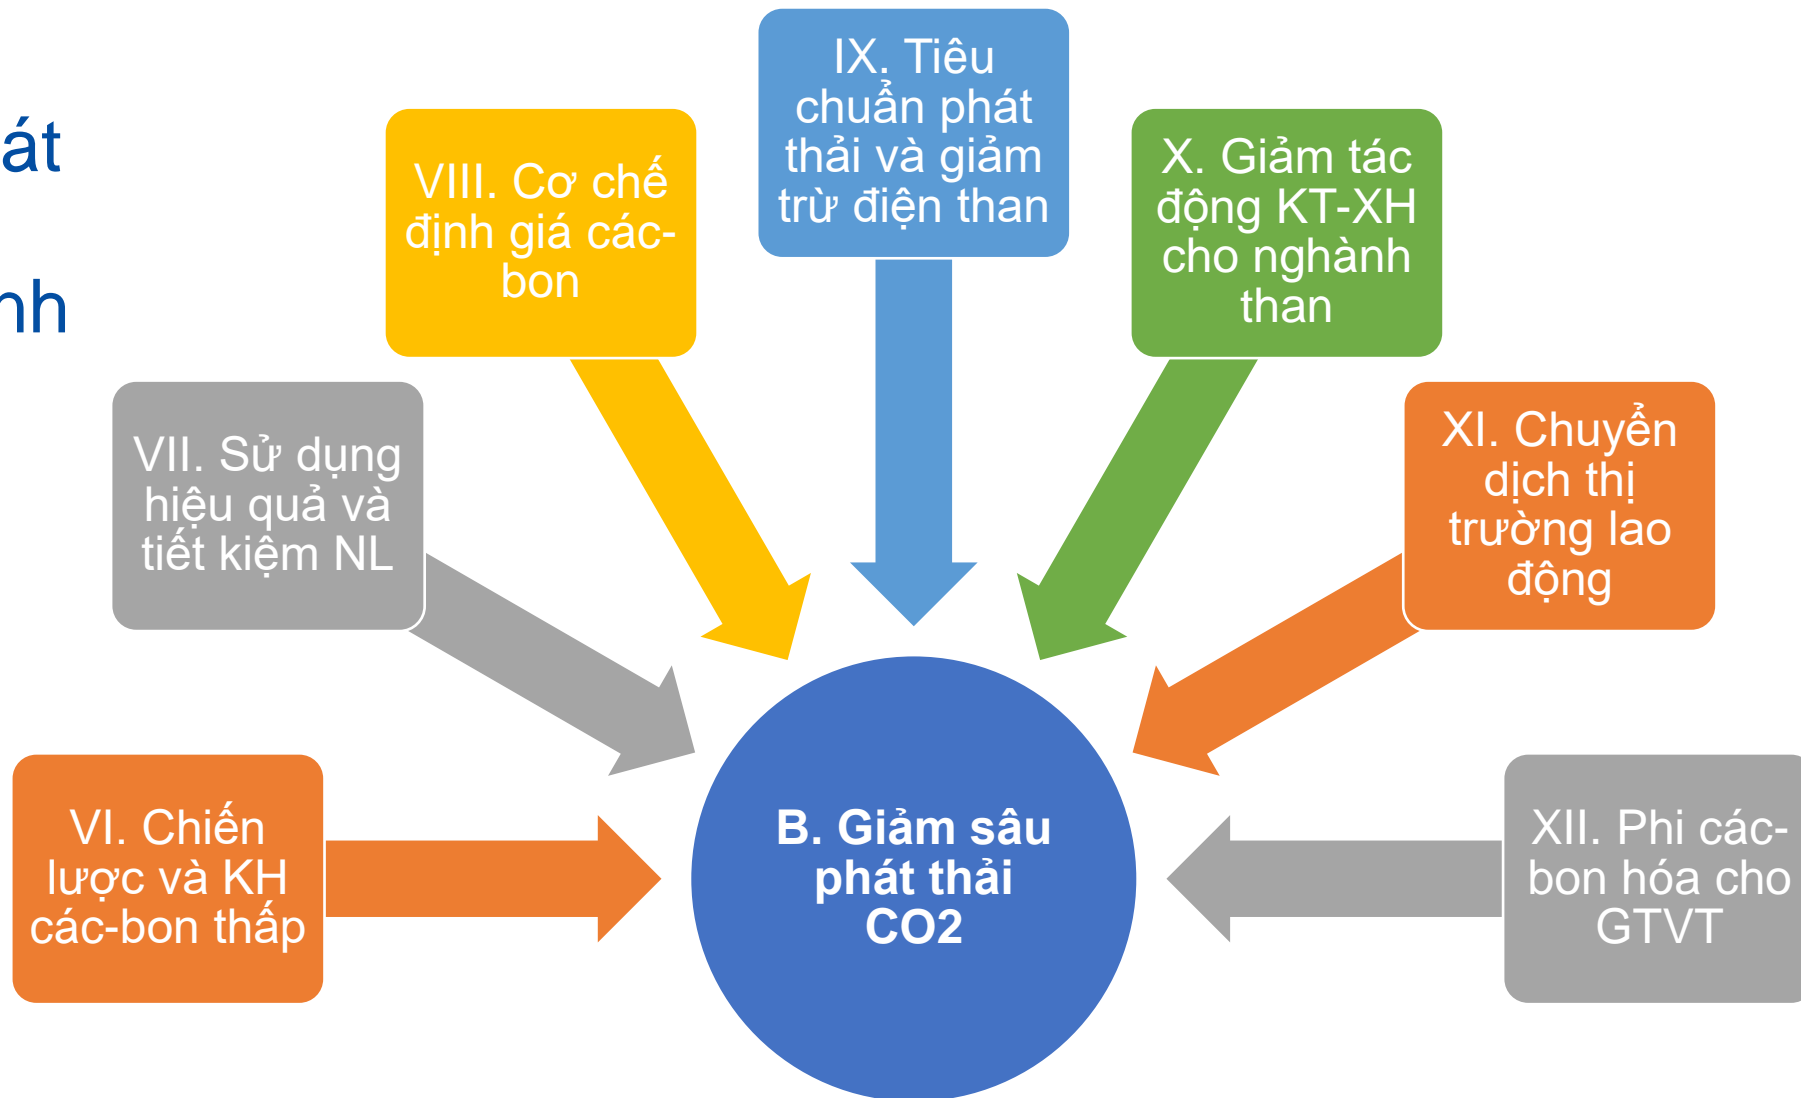 át
nh
IX. Tiêu
chuẩn phát
thải và giảm
trừ điện than
VIII. Cơ chế
định giá các-
bon
X. Giảm tác
động KT-XH
cho nghành
than
VII. Sử dụng
hiệu quả và
tiết kiệm NL
XI. Chuyển
dịch thị
trường lao
động
VI. Chiến
lược và KH
các-bon thấp
B. Giảm sâu
phát thải
CO2
XII. Phi các-
bon hóa cho
GTVT